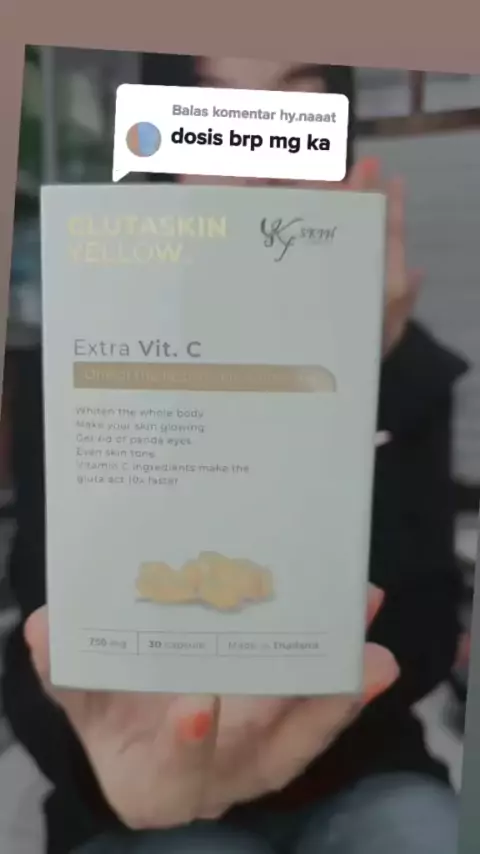 Balas komentar hy.naaat
dosis brp mg ka
GLUTASKIN
YELLOW
SKIN
Extra Vit. C
Whiten the whole body
Make your skin glowing
Get rid of panda eyes
Even skin tone
Vitamin C ingredients make the
gluta act 10x faster
750 mg
30 capsule
Made in Thailand